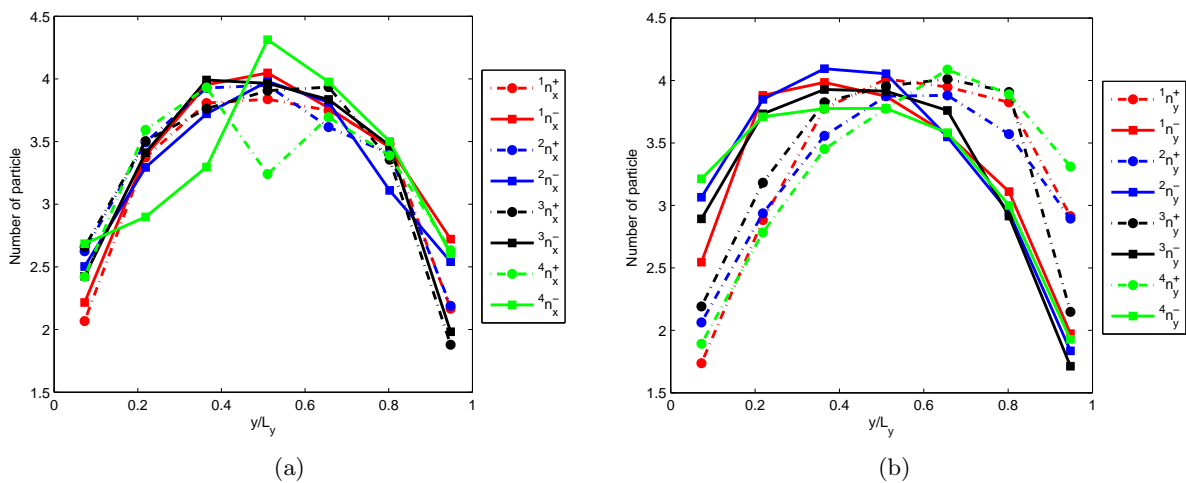 4.5
4
3.5
3
2.5
2
1.5
Number of particle
0 0.2 0.4 0.6 0.8 1
y/L_y
¹n_x⁺
¹n_x⁻
²n_x⁺
²n_x⁻
³n_x⁺
³n_x⁻
⁴n_x⁺
⁴n_x⁻
(a)
4.5
4
3.5
3
2.5
2
1.5
Number of particle
0 0.2 0.4 0.6 0.8 1
y/L_y
¹n_y⁺
¹n_y⁻
²n_y⁺
²n_y⁻
³n_y⁺
³n_y⁻
⁴n_y⁺
⁴n_y⁻
(b)